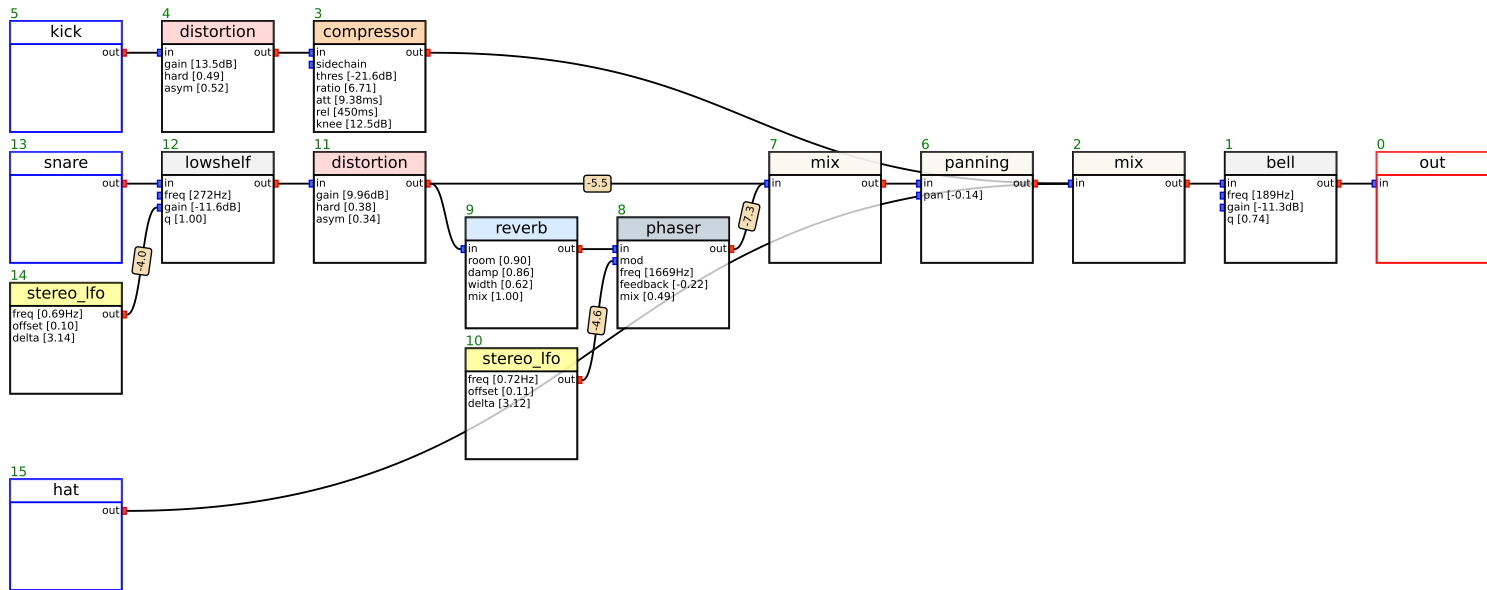 5
kick
out
4
distortion
in out
gain [13.5dB]
hard [0.49]
asym [0.52]
3
compressor
in out
sidechain
thres [-21.6dB]
ratio [6.71]
att [9.38ms]
rel [450ms]
knee [12.5dB]
13
snare
out
12
lowshelf
in out
freq [272Hz]
gain [-11.6dB]
q [1.00]
11
distortion
in out
gain [9.96dB]
hard [0.38]
asym [0.34]
-5.5
7
mix
in out
6
panning
in out
pan [-0.14]
2
mix
in out
1
bell
in out
freq [189Hz]
gain [-11.3dB]
q [0.74]
0
out
in
9
reverb
in out
room [0.90]
damp [0.86]
width [0.62]
mix [1.00]
8
phaser
in out
mod
freq [1669Hz]
feedback [-0.22]
mix [0.49]
-7.3
-4.0
14
stereo_lfo
freq [0.69Hz] out
offset [0.10]
delta [3.14]
-4.6
10
stereo_lfo
freq [0.72Hz] out
offset [0.11]
delta [3.12]
15
hat
out